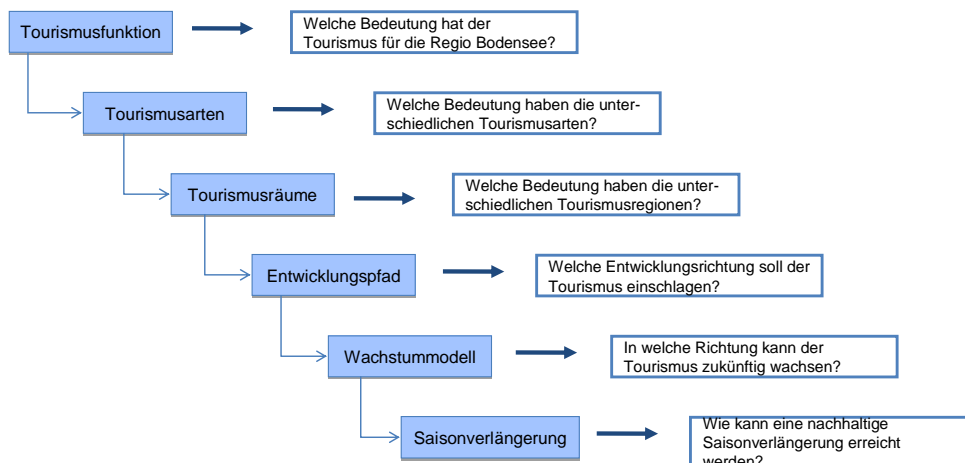 Tourismusfunktion
Welche Bedeutung hat der
Tourismus für die Regio Bodensee?
Tourismusarten
Welche Bedeutung haben die unter-
schiedlichen Tourismusarten?
Tourismusräume
Welche Bedeutung haben die unter-
schiedlichen Tourismusregionen?
Entwicklungspfad
Welche Entwicklungsrichtung soll der
Tourismus einschlagen?
Wachstummodell
In welche Richtung kann der
Tourismus zukünftig wachsen?
Saisonverlängerung
Wie kann eine nachhaltige
Saisonverlängerung erreicht
werden?